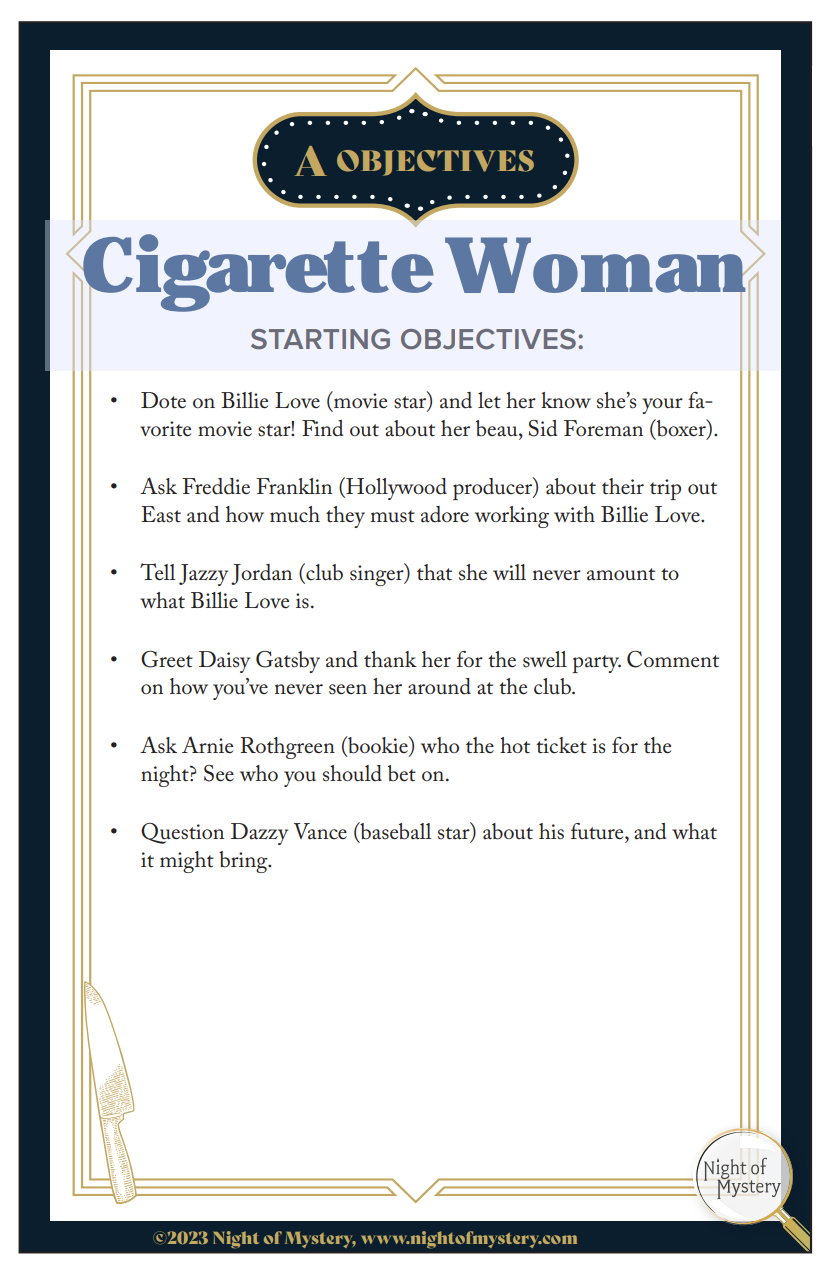 A OBJECTIVES
Cigarette Woman
STARTING OBJECTIVES:
• Dote on Billie Love (movie star) and let her know she's your fa-
vorite movie star! Find out about her beau, Sid Foreman (boxer).
• Ask Freddie Franklin (Hollywood producer) about their trip out
East and how much they must adore working with Billie Love.
• Tell Jazzy Jordan (club singer) that she will never amount to
what Billie Love is.
• Greet Daisy Gatsby and thank her for the swell party. Comment
on how you've never seen her around at the club.
• Ask Arnie Rothgreen (bookie) who the hot ticket is for the
night? See who you should bet on.
• Question Dazzy Vance (baseball star) about his future, and what
it might bring.
Night of
Mystery
©2023 Night of Mystery, www.nightofmystery.com